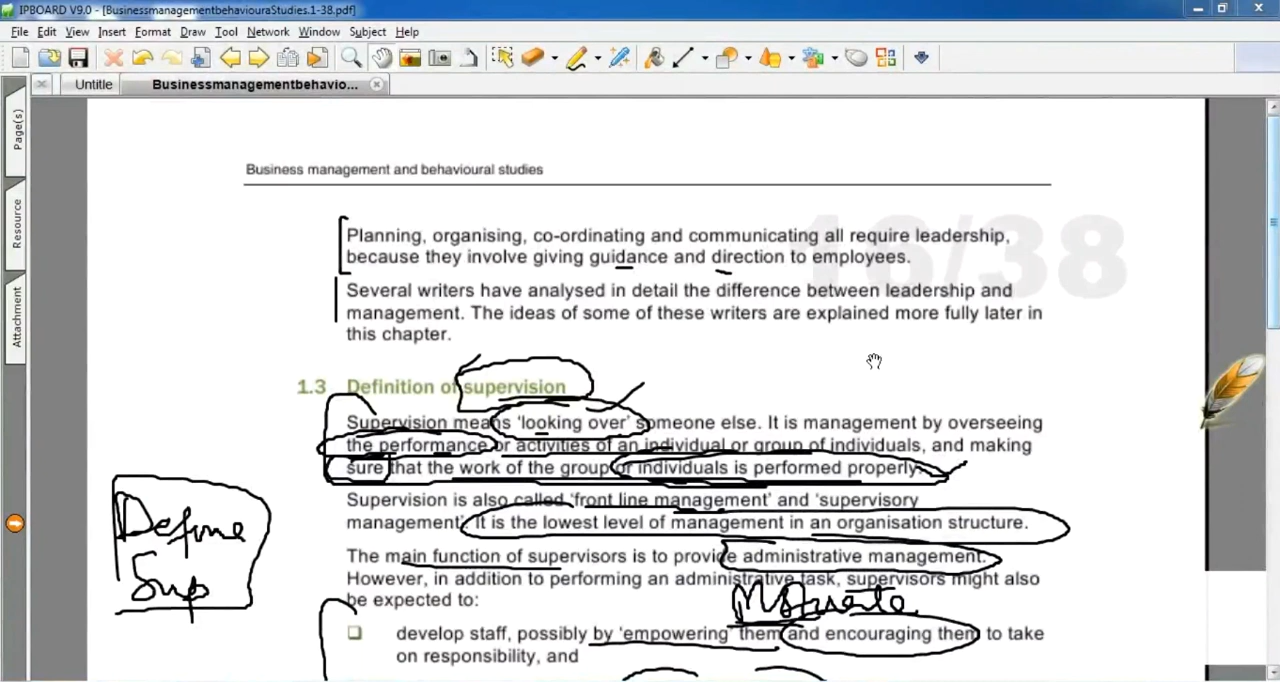 IPBOARD V9.0 - [BusinessmanagementbehaviouraStudies.1-38.pdf]
File Edit View Insert Format Draw Tool Network Window Subject Help
Untitle Businessmanagementbehavio...
Page(s)
Resource
Attachment
Business management and behavioural studies
16/38
Planning, organising, co-ordinating and communicating all require leadership,
because they involve giving guidance and direction to employees.
Several writers have analysed in detail the difference between leadership and
management. The ideas of some of these writers are explained more fully later in
this chapter.
1.3 Definition of supervision
Supervision means 'looking over' someone else. It is management by overseeing
the performance or activities of an individual or group of individuals, and making
sure that the work of the group or individuals is performed properly.
Supervision is also called 'front line management' and 'supervisory
management'. It is the lowest level of management in an organisation structure.
Define
Sup
The main function of supervisors is to provide administrative management.
However, in addition to performing an administrative task, supervisors might also
be expected to:
develop staff, possibly by 'empowering' them and encouraging them to take
on responsibility, and